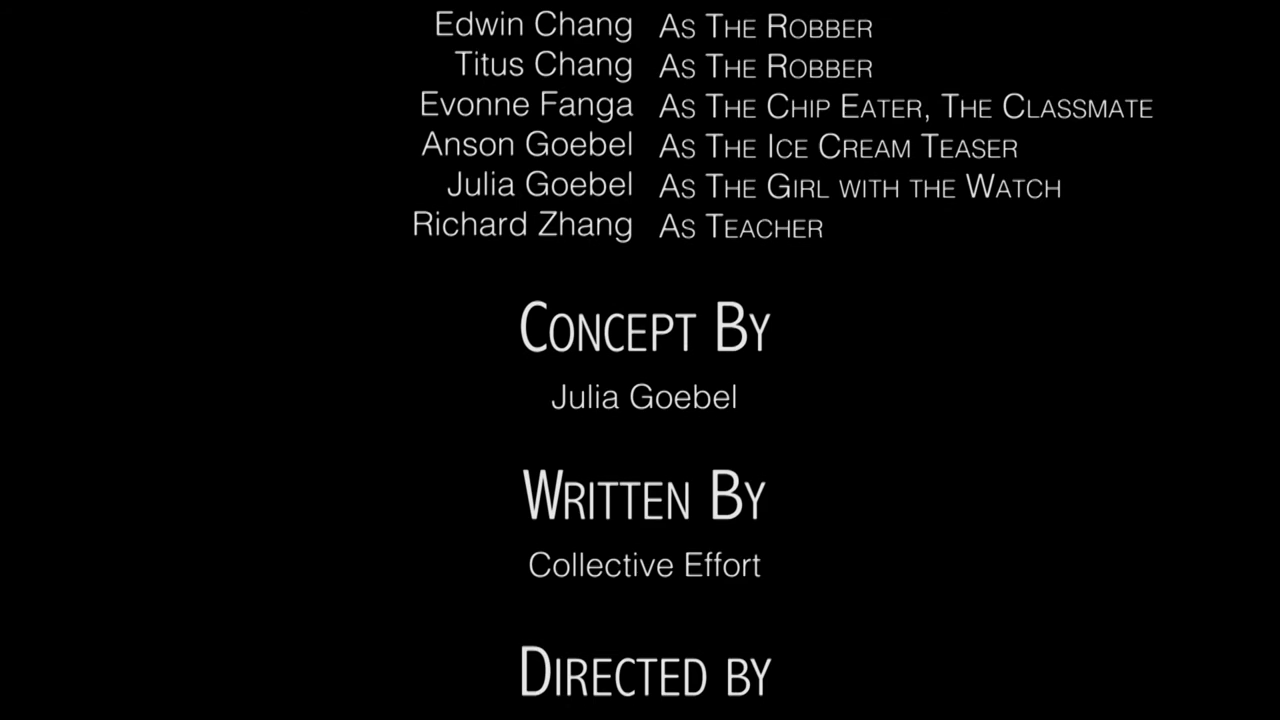 Edwin Chang As The Robber
Titus Chang As The Robber
Evonne Fanga As The Chip Eater, The Classmate
Anson Goebel As The Ice Cream Teaser
Julia Goebel As The Girl with the Watch
Richard Zhang As Teacher
Concept By
Julia Goebel
Written By
Collective Effort
Directed by